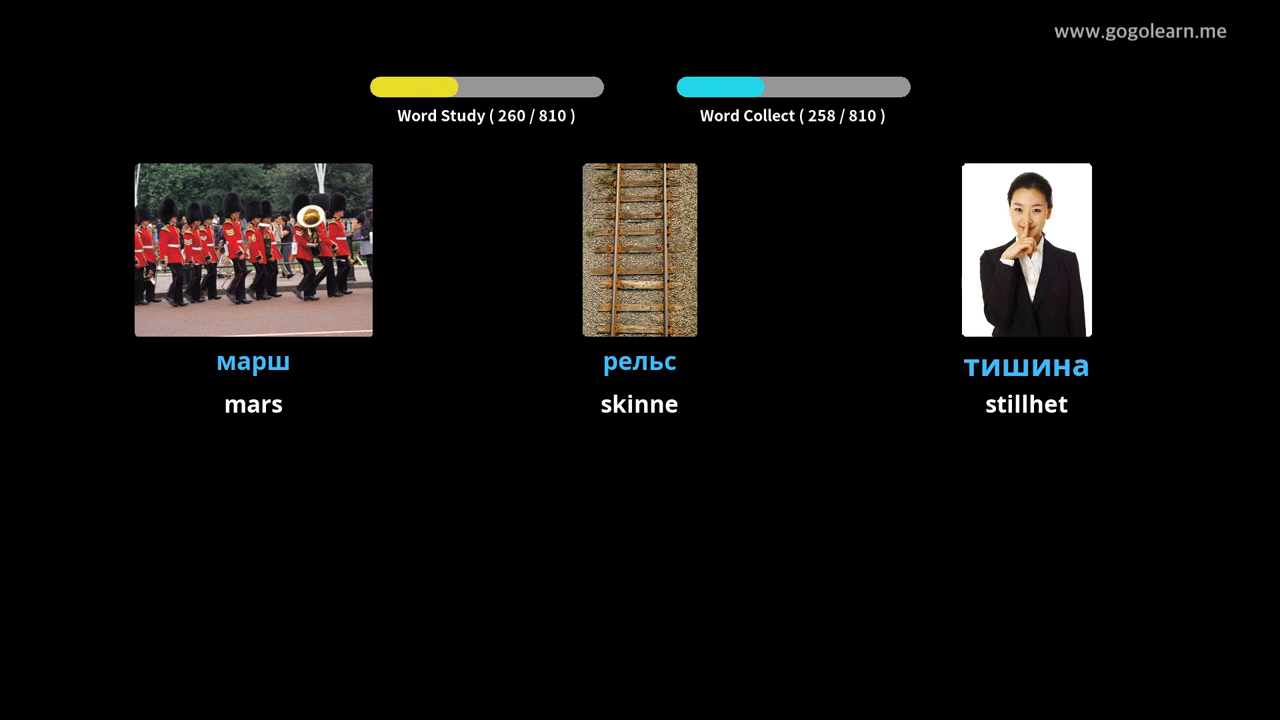 www.gogolearn.me
Word Study ( 260 / 810 )
Word Collect ( 258 / 810 )
марш
рельс
тишина
mars
skinne
stillhet